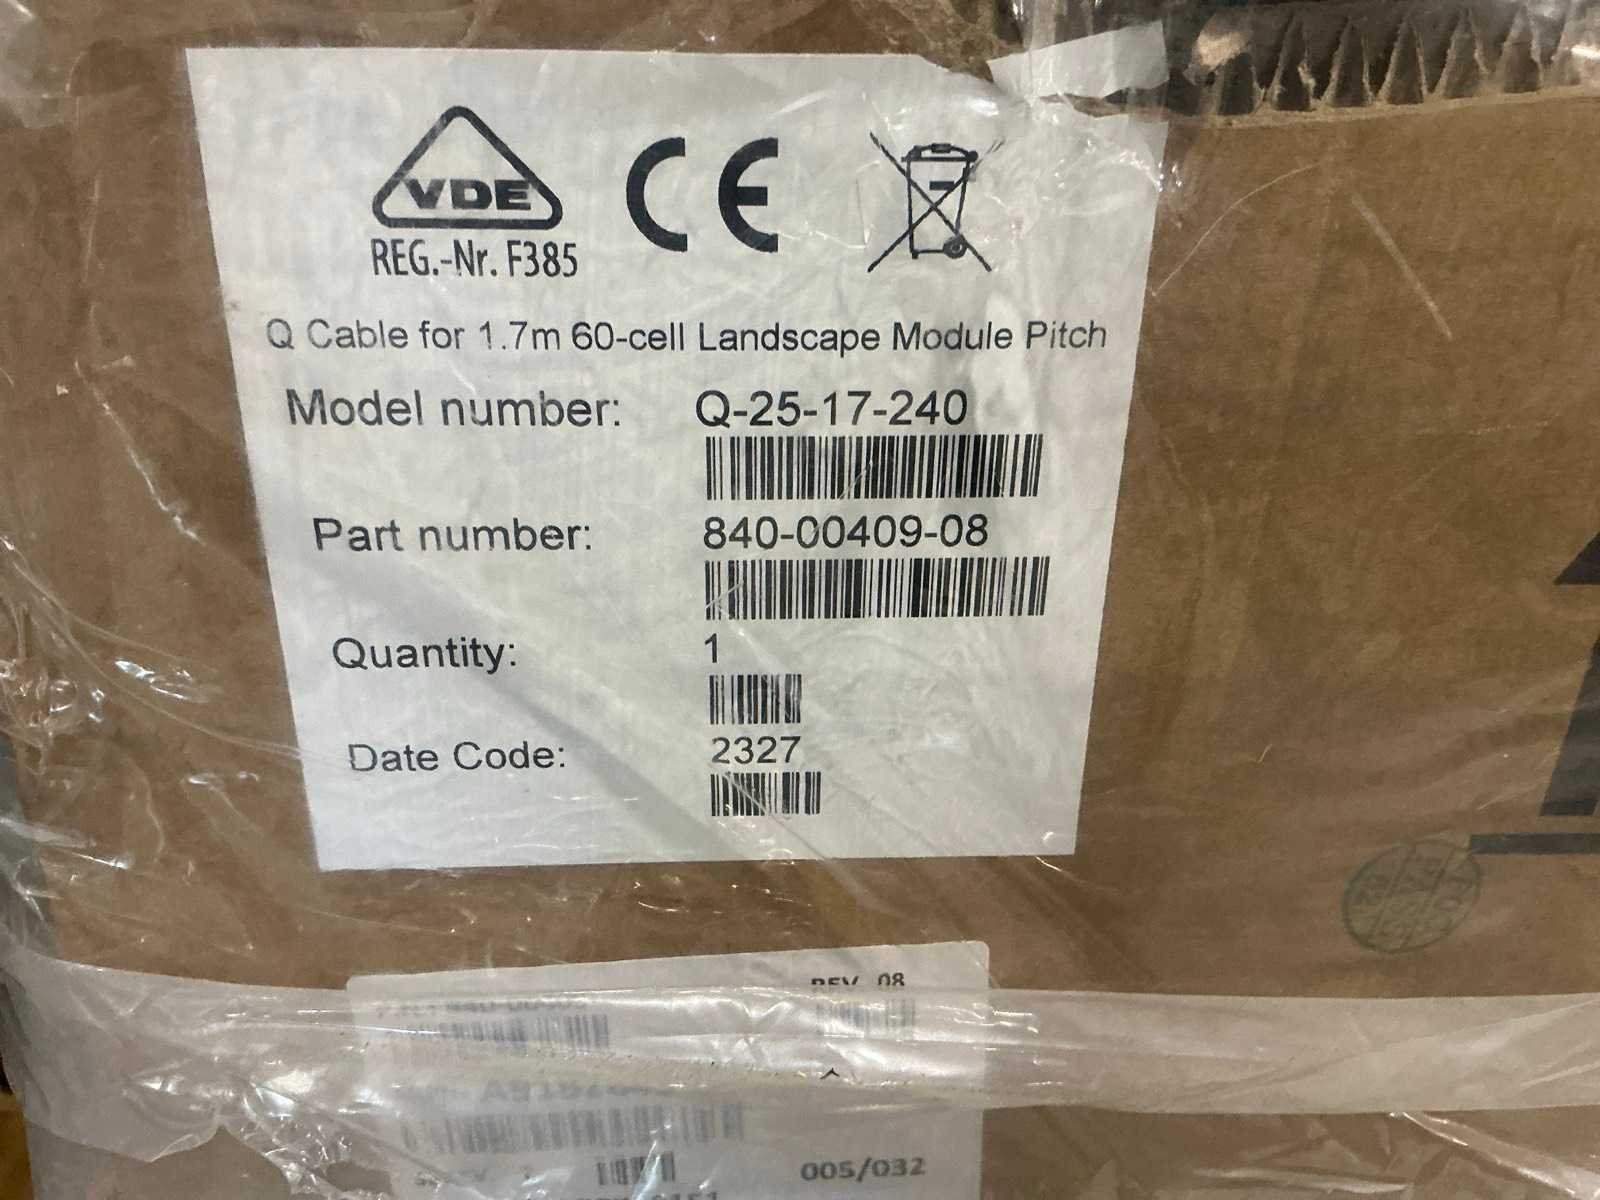 VDE
REG.-Nr. F385
CE
Q Cable for 1.7m 60-cell Landscape Module Pitch
Model number: Q-25-17-240
Part number: 840-00409-08
Quantity: 1
Date Code: 2327
REV 08
005/032